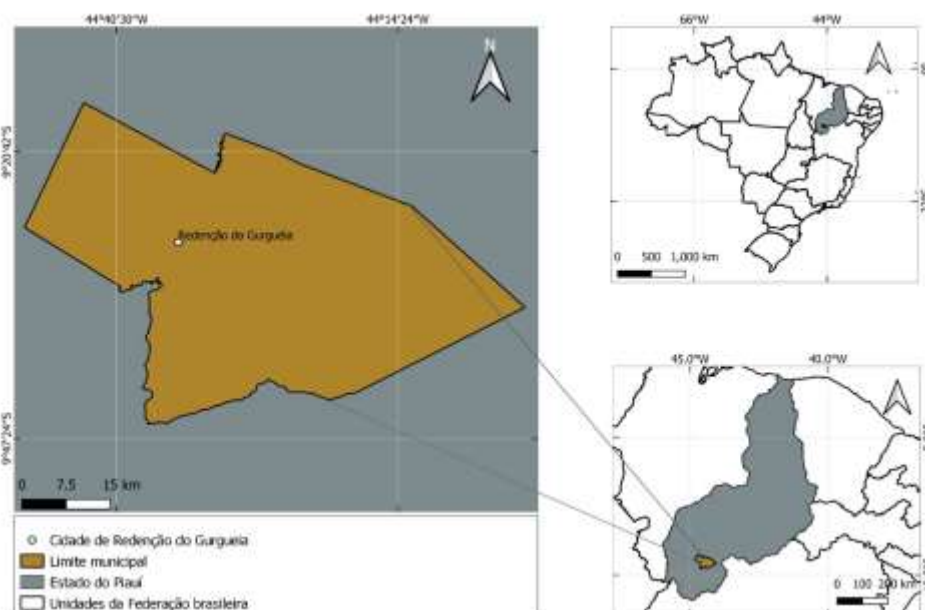 44°40'30"W 44°14'24"W
N
9°20'42"S
Redenção do Gurguéia
9°47'24"S
0 7.5 15 km
Cidade de Redenção do Gurgueia
Limite municipal
Estado do Piauí
Unidades da Federação brasileira
66°W 44°W
0 500 1,000 km
45.0°W 40.0°W
0 100 200 km